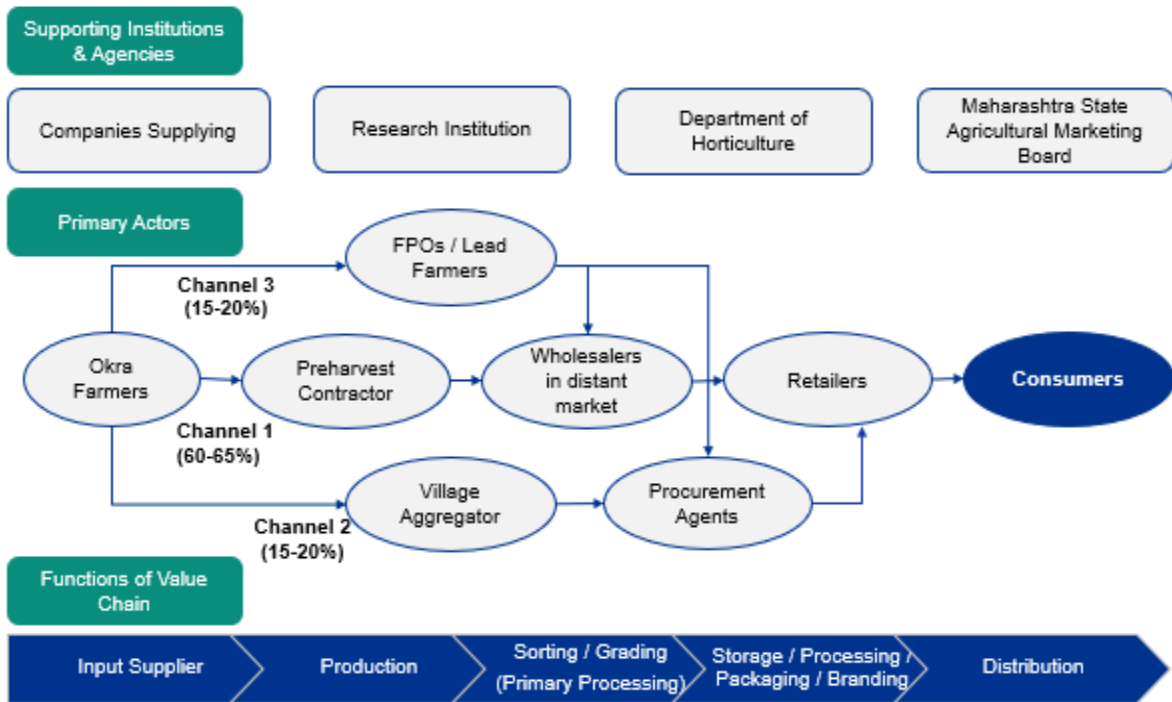 Supporting Institutions
& Agencies
Companies Supplying
Research Institution
Department of
Horticulture
Maharashtra State
Agricultural Marketing
Board
Primary Actors
FPOs / Lead
Farmers
Channel 3
(15-20%)
Okra
Farmers
Preharvest
Contractor
Wholesalers
in distant
market
Retailers
Consumers
Channel 1
(60-65%)
Village
Aggregator
Procurement
Agents
Channel 2
(15-20%)
Functions of Value
Chain
Input Supplier
Production
Sorting / Grading
(Primary Processing)
Storage / Processing /
Packaging / Branding
Distribution